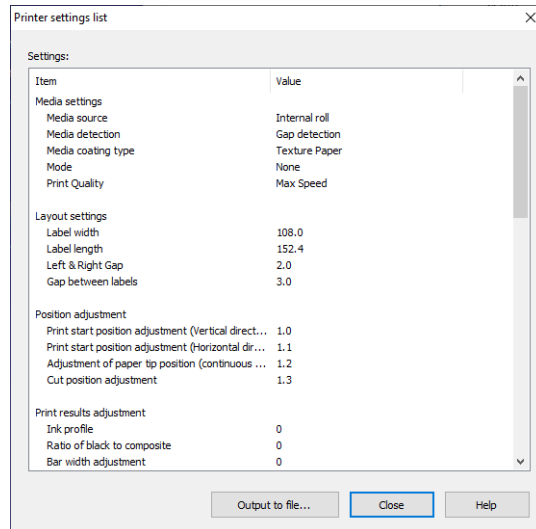 Printer settings list
Settings:
Item Value
Media settings
Media source Internal roll
Media detection Gap detection
Media coating type Texture Paper
Mode None
Print Quality Max Speed
Layout settings
Label width 108.0
Label length 152.4
Left & Right Gap 2.0
Gap between labels 3.0
Position adjustment
Print start position adjustment (Vertical direct... 1.0
Print start position adjustment (Horizontal dir... 1.1
Adjustment of paper tip position (continuous ... 1.2
Cut position adjustment 1.3
Print results adjustment
Ink profile 0
Ratio of black to composite 0
Bar width adjustment 0
Output to file... Close Help